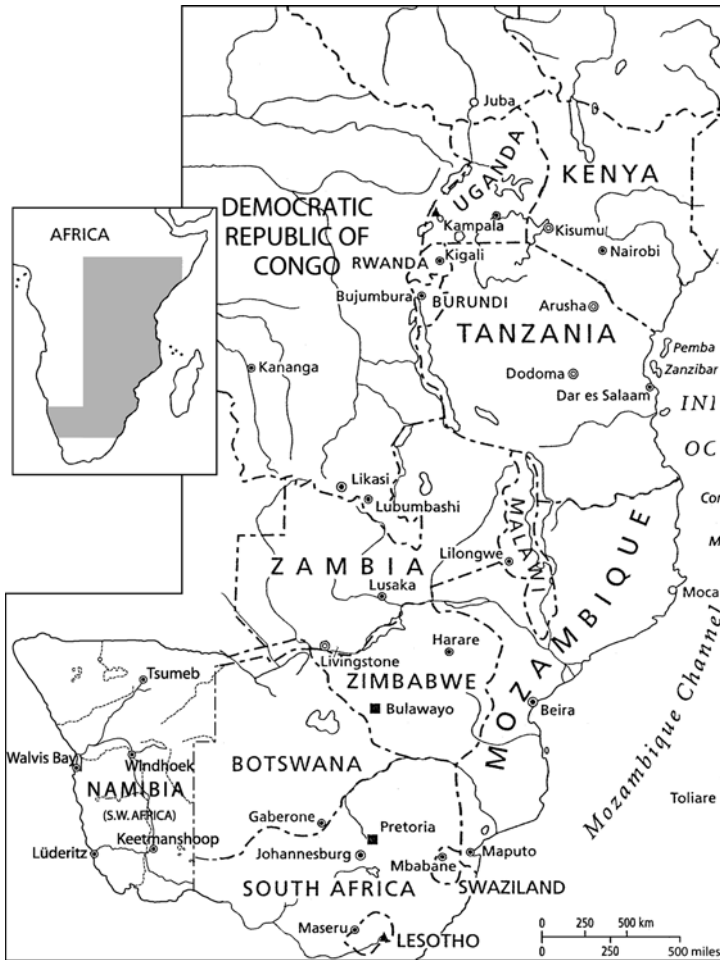 Juba
UGANDA
KENYA
DEMOCRATIC
REPUBLIC OF
CONGO
Kampala
Kisumu
Nairobi
RWANDA
Kigali
AFRICA
Bujumbura
BURUNDI
Arusha
TANZANIA
Pemba
Zanzibar
Kananga
Dodoma
Dar es Salaam
INI
OC
Likasi
Lubumbashi
Con
M
MALAWI
Lilongwe
ZAMBIA
MOZAMBIQUE
Lusaka
Moca
Livingstone
Harare
ZIMBABWE
Tsumeb
Bulawayo
Beira
Walvis Bay
Windhoek
BOTSWANA
NAMIBIA
(S.W. AFRICA)
Mozambique Channel
Toliare
Gaberone
Pretoria
Keetmanshoop
Lüderitz
Johannesburg
Mbabane
Maputo
SOUTH AFRICA
SWAZILAND
Maseru
LESOTHO
0 250 500 km
0 250 500 miles